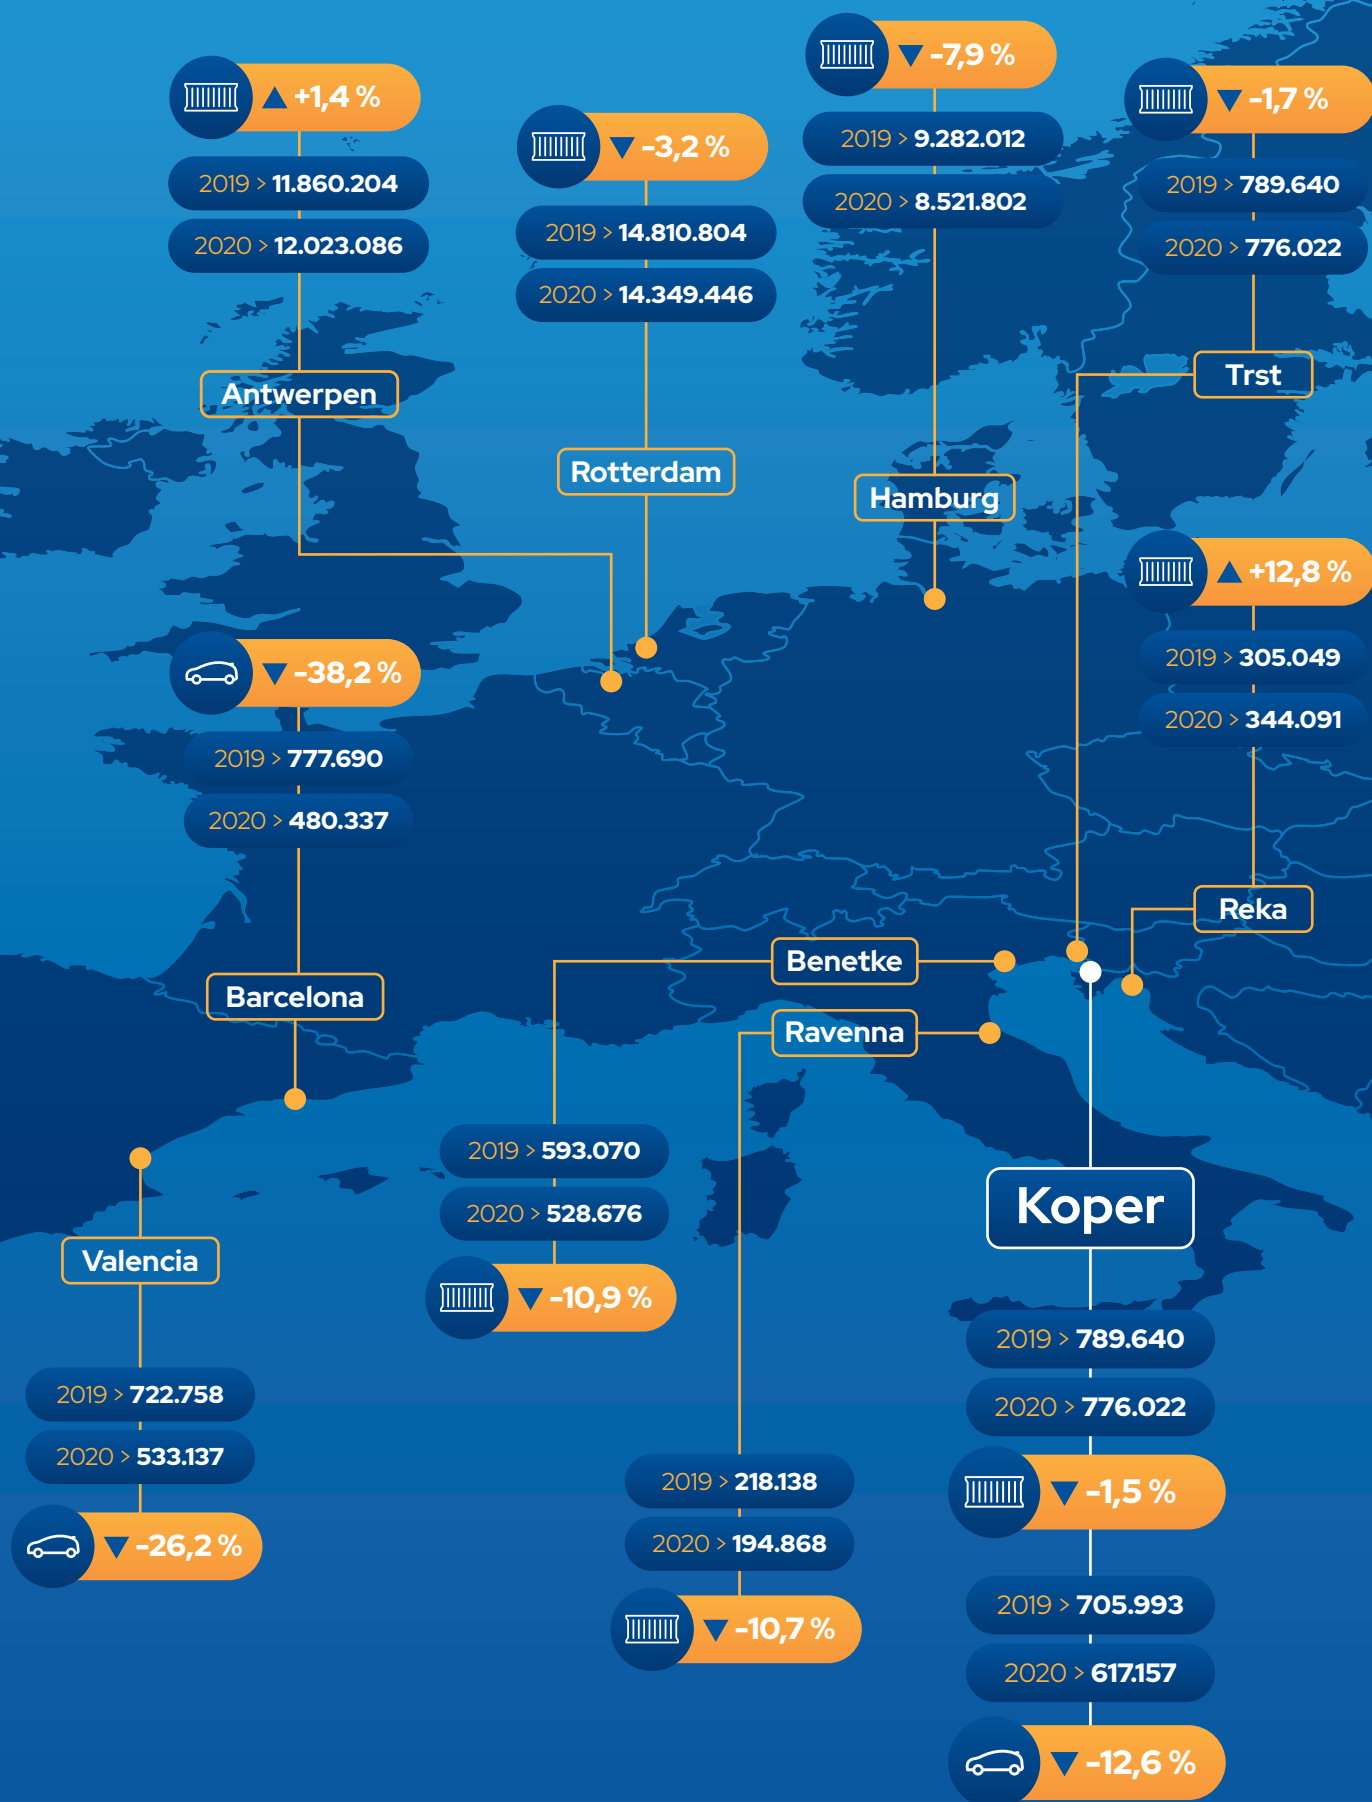 +1,4 %
2019 > 11.860.204
2020 > 12.023.086
Antwerpen
-3,2 %
2019 > 14.810.804
2020 > 14.349.446
Rotterdam
-7,9 %
2019 > 9.282.012
2020 > 8.521.802
Hamburg
-1,7 %
2019 > 789.640
2020 > 776.022
Trst
+12,8 %
2019 > 305.049
2020 > 344.091
Reka
-38,2 %
2019 > 777.690
2020 > 480.337
Barcelona
Benetke
2019 > 593.070
2020 > 528.676
-10,9 %
Ravenna
2019 > 218.138
2020 > 194.868
-10,7 %
Valencia
2019 > 722.758
2020 > 533.137
-26,2 %
Koper
2019 > 789.640
2020 > 776.022
-1,5 %
2019 > 705.993
2020 > 617.157
-12,6 %